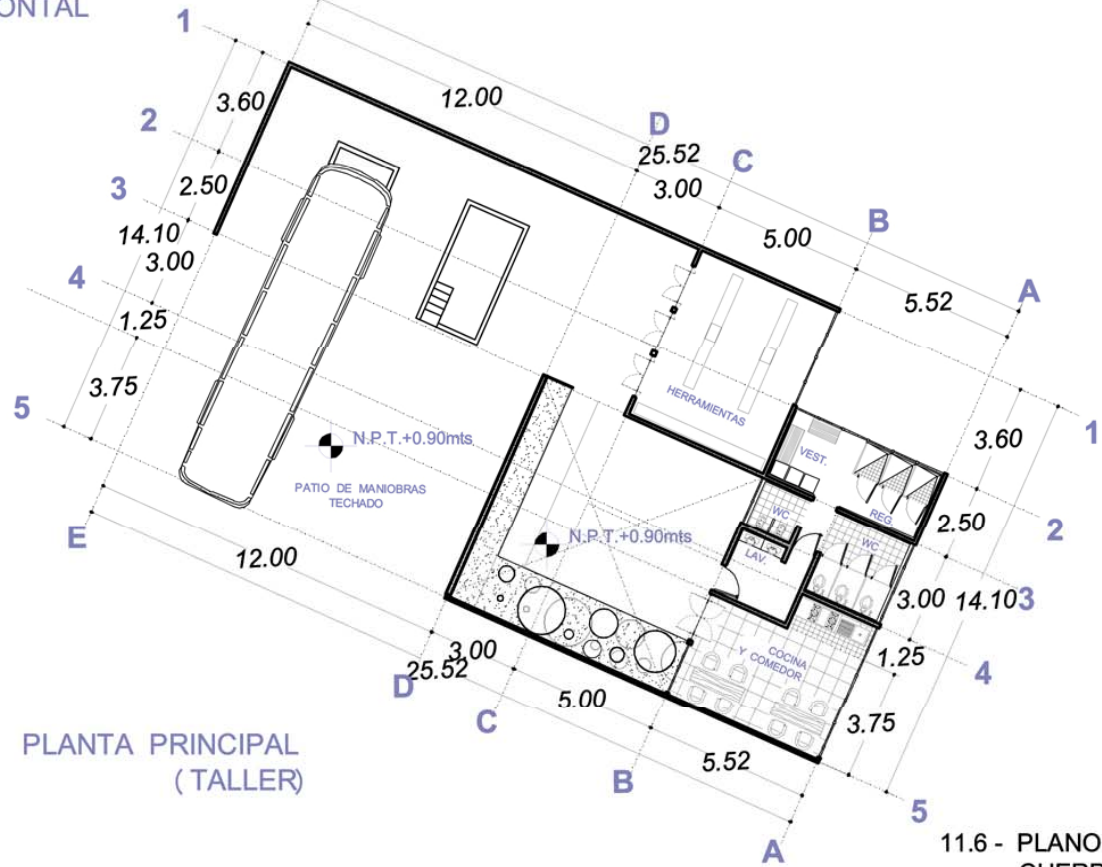 ONTAL
1
3.60
12.00
D
2
25.52
C
3.00
3
2.50
B
14.10
5.00
3.00
A
4
5.52
1.25
3.75
HERRAMIENTAS
5
1
3.60
N.P.T.+0.90mts
VEST.
PATIO DE MANIOBRAS
TECHADO
WC
REG.
2.50
2
E
N.P.T.+0.90mts
WC
12.00
LAV.
3.00
14.10
3
COCINA
Y COMEDOR
1.25
4
3.00
D
25.52
5.00
3.75
C
PLANTA PRINCIPAL
( TALLER)
5.52
B
5
A
11.6 - PLANO